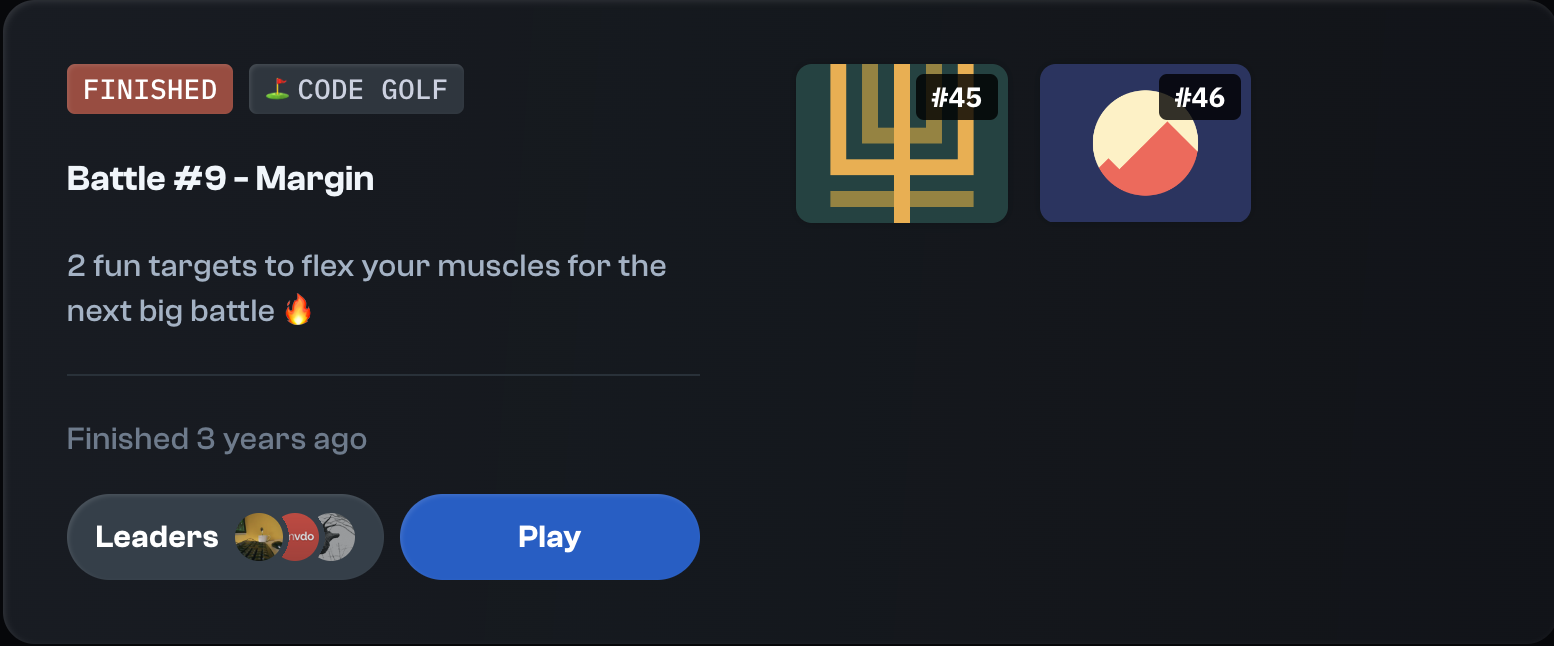 FINISHED
CODE GOLF
#45
#46
Battle #9 - Margin
2 fun targets to flex your muscles for the
next big battle 🔥
Finished 3 years ago
Leaders
nvdo
Play